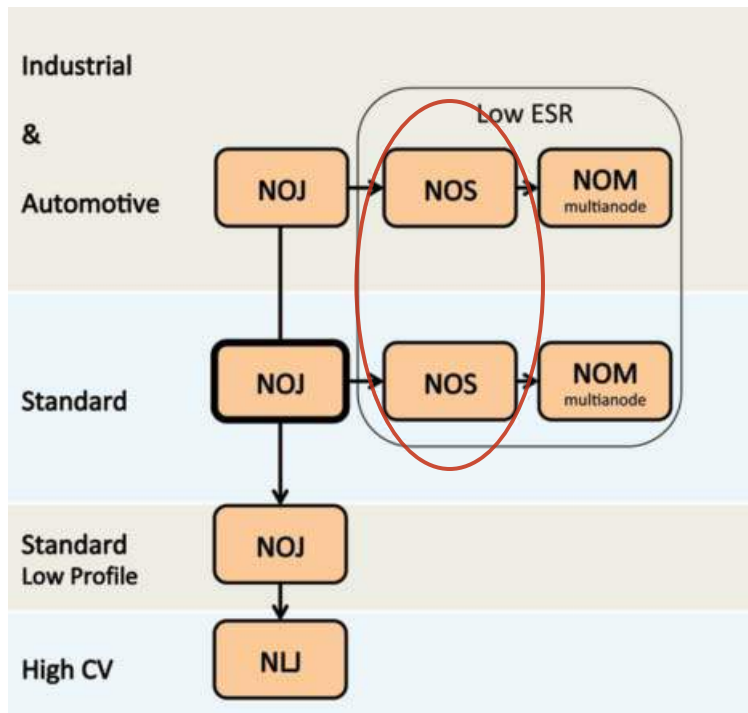 Industrial
&
Automotive
Low ESR
NOJ
NOS
NOM
multianode
Standard
NOJ
NOS
NOM
multianode
Standard
Low Profile
NOJ
High CV
NLJ